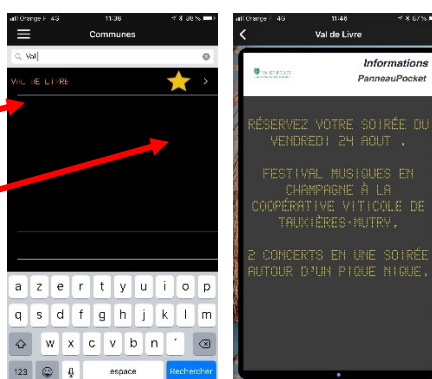 Orange F 4G 11:38 38 %
Communes
Val
VAL DE LIVRE
a z e r t y u i o p
q s d f g h j k l m
w x c v b n ´
123 espace Rechercher
Orange F 4G 11:48 67 %
Val de Livre
Informations
PanneauPocket
RÉSERVEZ VOTRE SOIRÉE DU
VENDREDI 24 AOUT .
FESTIVAL MUSIQUES EN
CHAMPAGNE À LA
COOPÉRATIVE VITICOLE DE
TAUXIÈRES-MUTRY.
2 CONCERTS EN UNE SOIRÉE
AUTOUR D'UN PIQUE NIQUE.